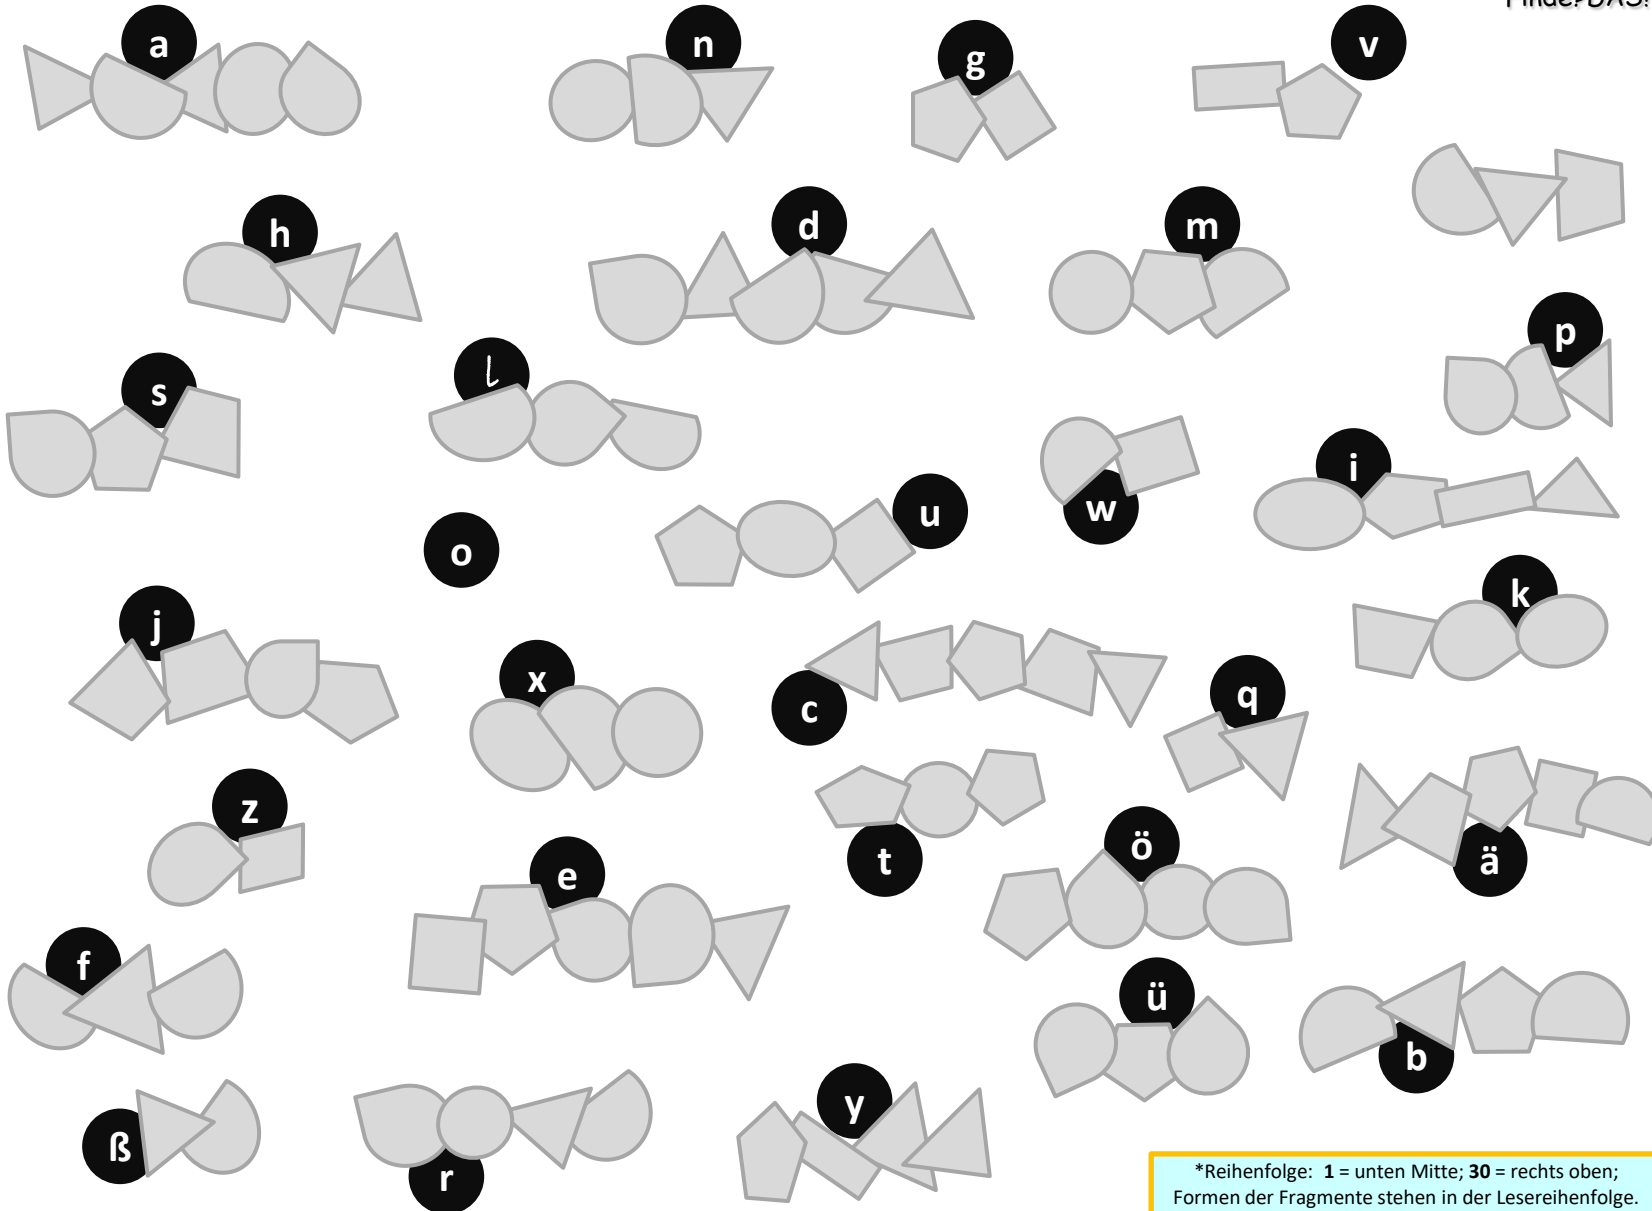 Finde?DAS!
a
n
g
v
h
d
m
p
s
l
w
i
o
u
j
k
x
c
q
z
t
ö
ä
e
f
ü
b
ß
r
y
*Reihenfolge: 1 = unten Mitte; 30 = rechts oben;
Formen der Fragmente stehen in der Lesereihenfolge.